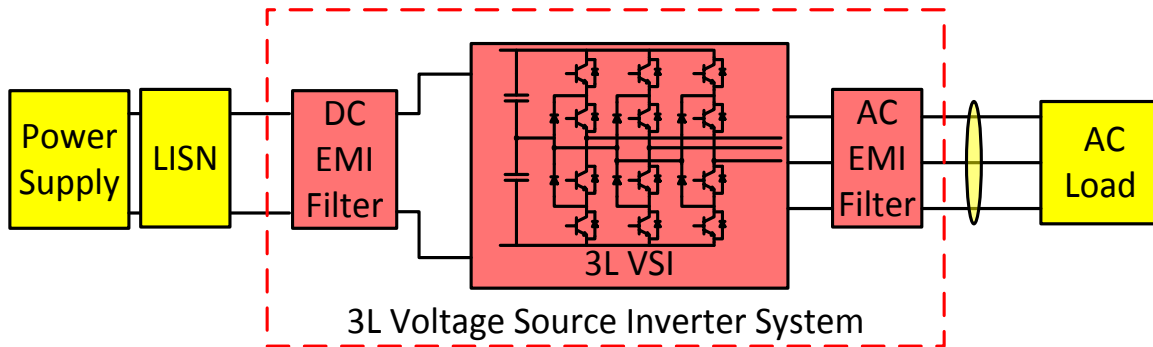 Power
Supply
LISN
DC
EMI
Filter
3L VSI
AC
EMI
Filter
AC
Load
3L Voltage Source Inverter System